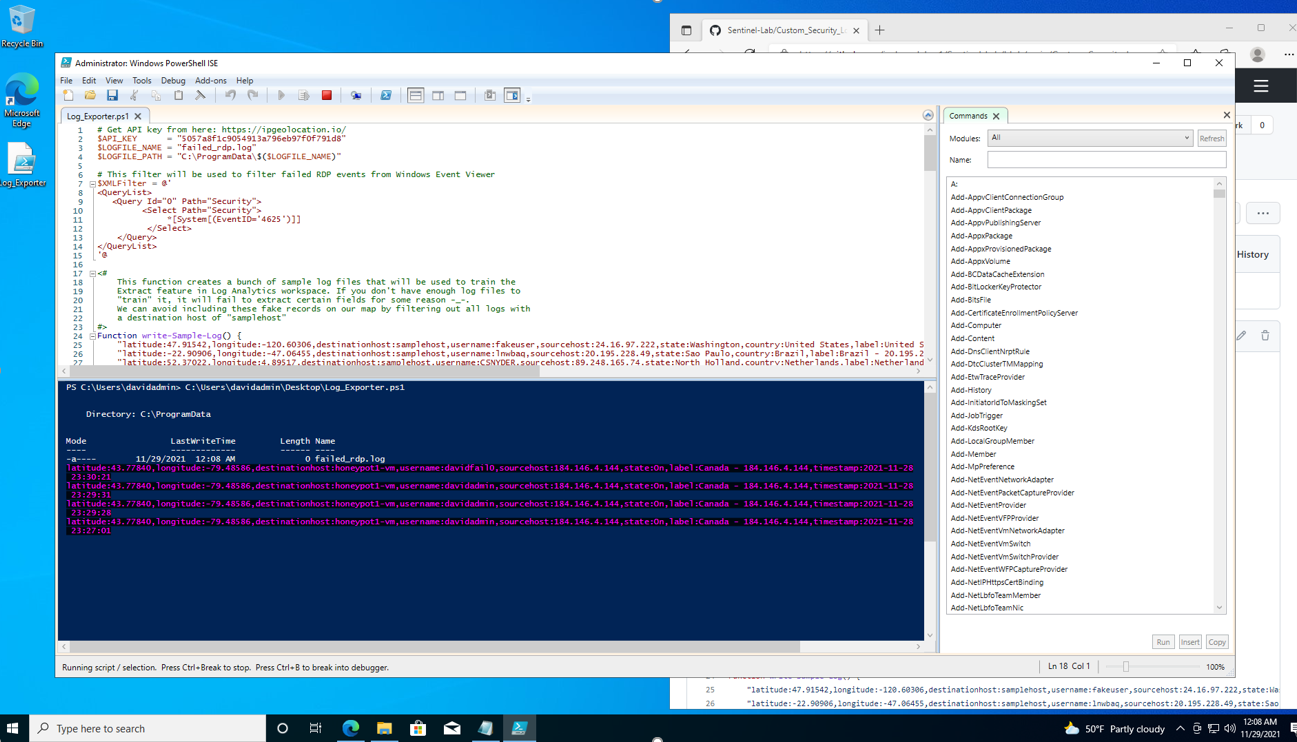 Recycle Bin
Microsoft
Edge
Log_Exporter
Sentinel-Lab/Custom_Security_L
Administrator: Windows PowerShell ISE
File Edit View Tools Debug Add-ons Help
Log_Exporter.ps1
1 # Get API key from here: https://ipgeolocation.io/
2 $API_KEY = "5057a8f1c9054913a796eb97f0f791d8"
3 $LOGFILE_NAME = "failed_rdp.log"
4 $LOGFILE_PATH = "C:\ProgramData\$($LOGFILE_NAME)"
5
6 # This filter will be used to filter failed RDP events from Windows Event Viewer
7 $XMLFilter = @'
8 <QueryList>
9 <Query Id="0" Path="Security">
10 <Select Path="Security">
11 *[System[(EventID='4625')]]
12 </Select>
13 </Query>
14 </QueryList>
15 '@
16
17 <#
18 This function creates a bunch of sample log files that will be used to train the
19 Extract feature in Log Analytics workspace. If you don't have enough log files to
20 "train" it, it will fail to extract certain fields for some reason -_-.
21 We can avoid including these fake records on our map by filtering out all logs with
22 a destination host of "samplehost"
23 #>
24 Function write-Sample-Log() {
25 "latitude:47.91542,longitude:-120.60306,destinationhost:samplehost,username:fakeuser,sourcehost:24.16.97.222,state:Washington,country:United States,label:United S
26 "latitude:-22.90906,longitude:-47.06455,destinationhost:samplehost,username:lnwbaq,sourcehost:20.195.228.49,state:Sao Paulo,country:Brazil,label:Brazil - 20.195.2
27 "latitude:52.37022,longitude:4.89517,destinationhost:samplehost,username:CSNYDER,sourcehost:89.248.165.74,state:North Holland,country:Netherlands,label:Netherland
PS C:\Users\davidadmin> C:\Users\davidadmin\Desktop\Log_Exporter.ps1
Directory: C:\ProgramData
Mode LastWriteTime Length Name
---- ------------- ------ ----
-a---- 11/29/2021 12:08 AM 0 failed_rdp.log
latitude:43.77840,longitude:-79.48586,destinationhost:honeypot1-vm,username:davidfail0,sourcehost:184.146.4.144,state:On,label:Canada - 184.146.4.144,timestamp:2021-11-28
23:30:21
latitude:43.77840,longitude:-79.48586,destinationhost:honeypot1-vm,username:davidadmin,sourcehost:184.146.4.144,state:On,label:Canada - 184.146.4.144,timestamp:2021-11-28
23:29:31
latitude:43.77840,longitude:-79.48586,destinationhost:honeypot1-vm,username:davidadmin,sourcehost:184.146.4.144,state:On,label:Canada - 184.146.4.144,timestamp:2021-11-28
23:29:28
latitude:43.77840,longitude:-79.48586,destinationhost:honeypot1-vm,username:davidadmin,sourcehost:184.146.4.144,state:On,label:Canada - 184.146.4.144,timestamp:2021-11-28
23:27:01
Running script / selection. Press Ctrl+Break to stop. Press Ctrl+B to break into debugger.
Ln 18 Col 1
100%
Commands
Modules: All Refresh
Name:
A:
Add-AppvClientConnectionGroup
Add-AppvClientPackage
Add-AppvPublishingServer
Add-AppxPackage
Add-AppxProvisionedPackage
Add-AppxVolume
Add-BCDataCacheExtension
Add-BitLockerKeyProtector
Add-BitsFile
Add-CertificateEnrollmentPolicyServer
Add-Computer
Add-Content
Add-DnsClientNrptRule
Add-DtcClusterTMMapping
Add-EtwTraceProvider
Add-History
Add-InitiatorIdToMaskingSet
Add-JobTrigger
Add-KdsRootKey
Add-LocalGroupMember
Add-Member
Add-MpPreference
Add-NetEventNetworkAdapter
Add-NetEventPacketCaptureProvider
Add-NetEventProvider
Add-NetEventVFPProvider
Add-NetEventVmNetworkAdapter
Add-NetEventVmSwitch
Add-NetEventVmSwitchProvider
Add-NetEventWFPCaptureProvider
Add-NetIPHttpsCertBinding
Add-NetLbfoTeamMember
Add-NetLbfoTeamNic
Run Insert Copy
rk 0
History
25 "latitude:47.91542,longitude:-120.60306,destinationhost:samplehost,username:fakeuser,sourcehost:24.16.97.222,state:Was
26 "latitude:-22.90906,longitude:-47.06455,destinationhost:samplehost,username:lnwbaq,sourcehost:20.195.228.49,state:Sao
Type here to search
50°F Partly cloudy
12:08 AM
11/29/2021